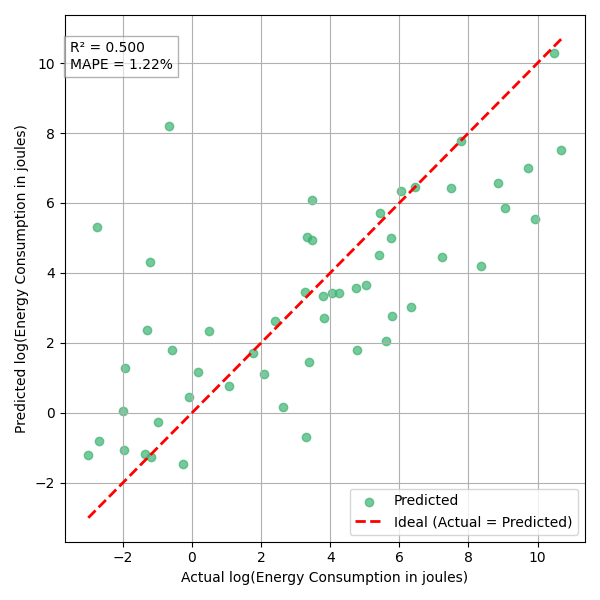 R² = 0.500
MAPE = 1.22%
10
8
6
4
2
0
−2
Predicted log(Energy Consumption in joules)
Predicted
Ideal (Actual = Predicted)
−2 0 2 4 6 8 10
Actual log(Energy Consumption in joules)